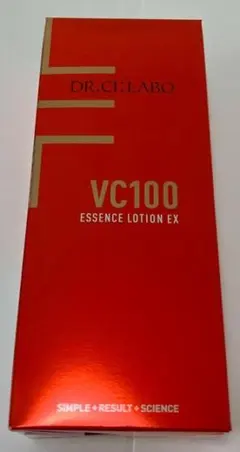 DR.CI:LABO
VC100
ESSENCE LOTION EX
SIMPLE+RESULT+SCIENCE